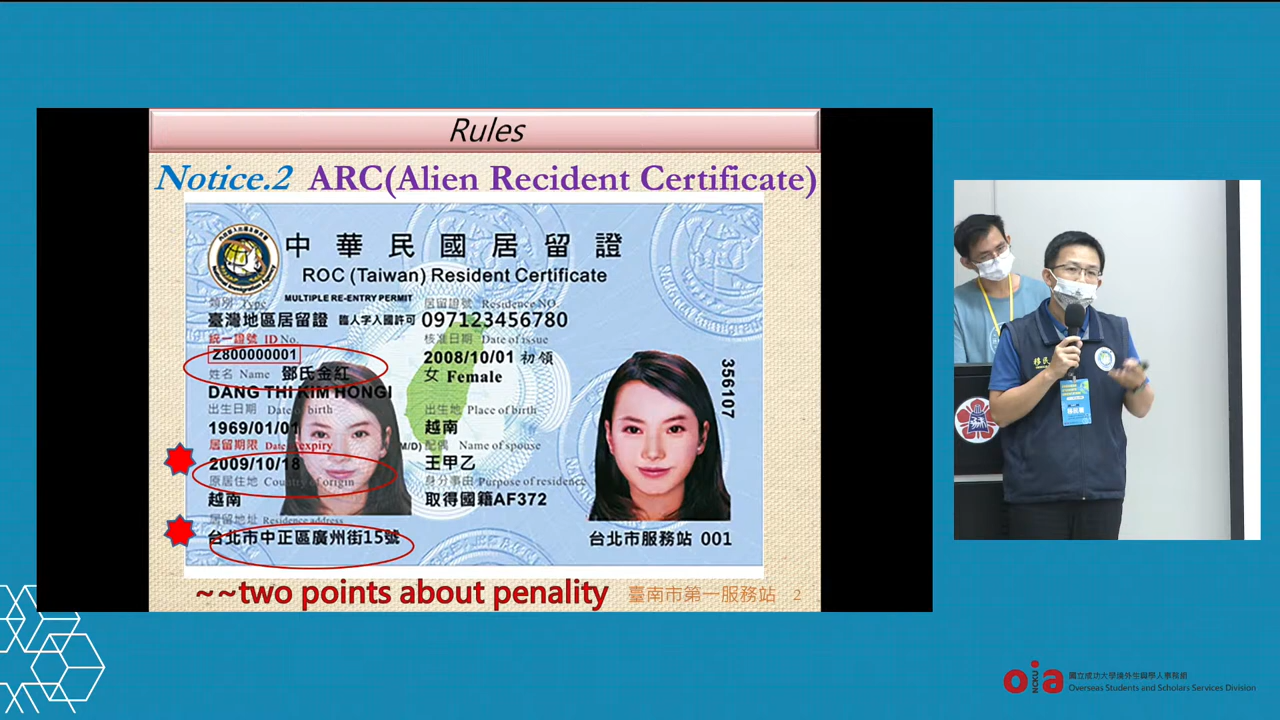 Rules
Notice.2 ARC(Alien Recident Certificate)
中華民國居留證
ROC (Taiwan) Resident Certificate
MULTIPLE RE-ENTRY PERMIT
類別 Type
居留證號 Residence NO.
臺灣地區居留證 臨人字入國許可 097123456780
統一證號 ID No.
核准日期 Date of issue
Z800000001
2008/10/01 初領
姓名 Name 鄧氏金紅
女 Female
DANG THI KIM HONGI
出生日期 Date of birth
出生地 Place of birth
1969/01/01
越南
居留期限 Date of expiry
(M/D) 配偶 Name of spouse
2009/10/18
王甲乙
原居住地 Country of origin
身分事由 Purpose of residence
越南
取得國籍AF372
居留地址 Residence address
台北市中正區廣州街15號
台北市服務站 001
356107
~~two points about penality
臺南市第一服務站 2
移民
NCKU
oia
國立成功大學境外生與學人事務組
Overseas Students and Scholars Services Division